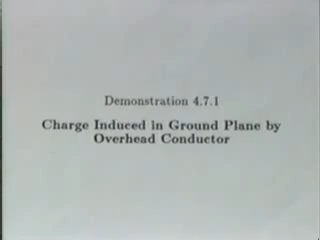 Demonstration 4.7.1
Charge Induced in Ground Plane by
Overhead Conductor